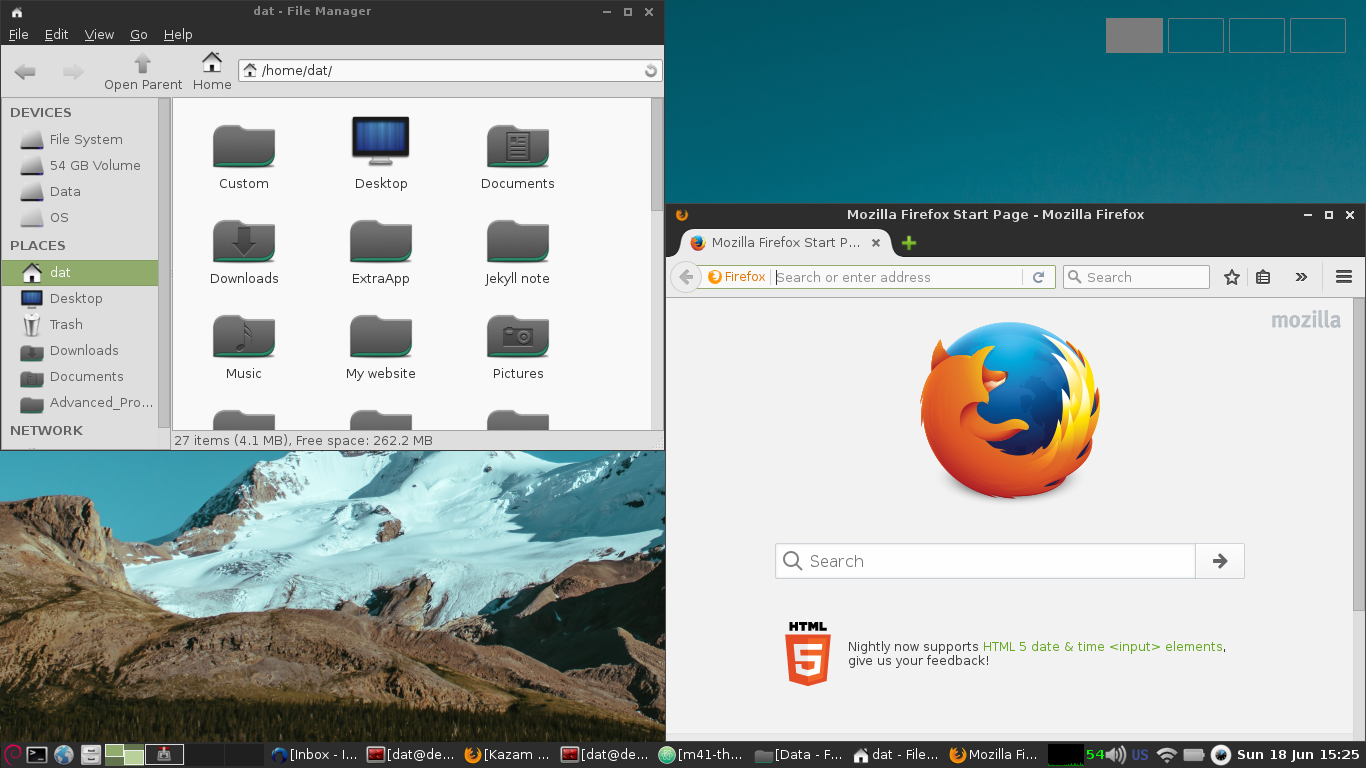 dat - File Manager
File Edit View Go Help
Open Parent Home /home/dat/
DEVICES
File System
54 GB Volume
Data
OS
PLACES
dat
Desktop
Trash
Downloads
Documents
Advanced_Pro...
NETWORK
Custom Desktop Documents
Downloads ExtraApp Jekyll note
Music My website Pictures
27 items (4.1 MB), Free space: 262.2 MB
Mozilla Firefox Start Page - Mozilla Firefox
Mozilla Firefox Start P...
Firefox Search or enter address Search
mozilla
Search
HTML
5
Nightly now supports HTML 5 date & time <input> elements,
give us your feedback!
[Inbox - I... [dat@de... [Kazam ... [dat@de... [m41-th... [Data - F... dat - File... Mozilla Fi... 54 US Sun 18 Jun 15:25